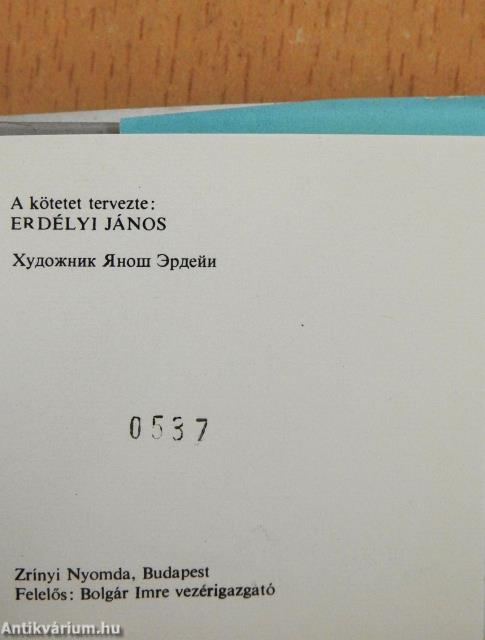 A kötetet tervezte:
ERDÉLYI JÁNOS
Художник Янош Эрдейи
0537
Zrínyi Nyomda, Budapest
Felelős: Bolgár Imre vezérigazgató
Antikvárium.hu